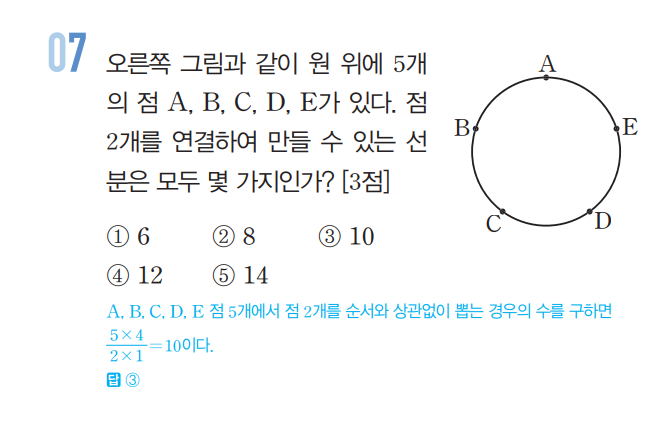 07
오른쪽 그림과 같이 원 위에 5개
의 점 A, B, C, D, E가 있다. 점
2개를 연결하여 만들 수 있는 선
분은 모두 몇 가지인가? [3점]
A
B
E
C
D
① 6 ② 8 ③ 10
④ 12 ⑤ 14
A, B, C, D, E 점 5개에서 점 2개를 순서와 상관없이 뽑는 경우의 수를 구하면
5×4
2×1
=10이다.
답 ③